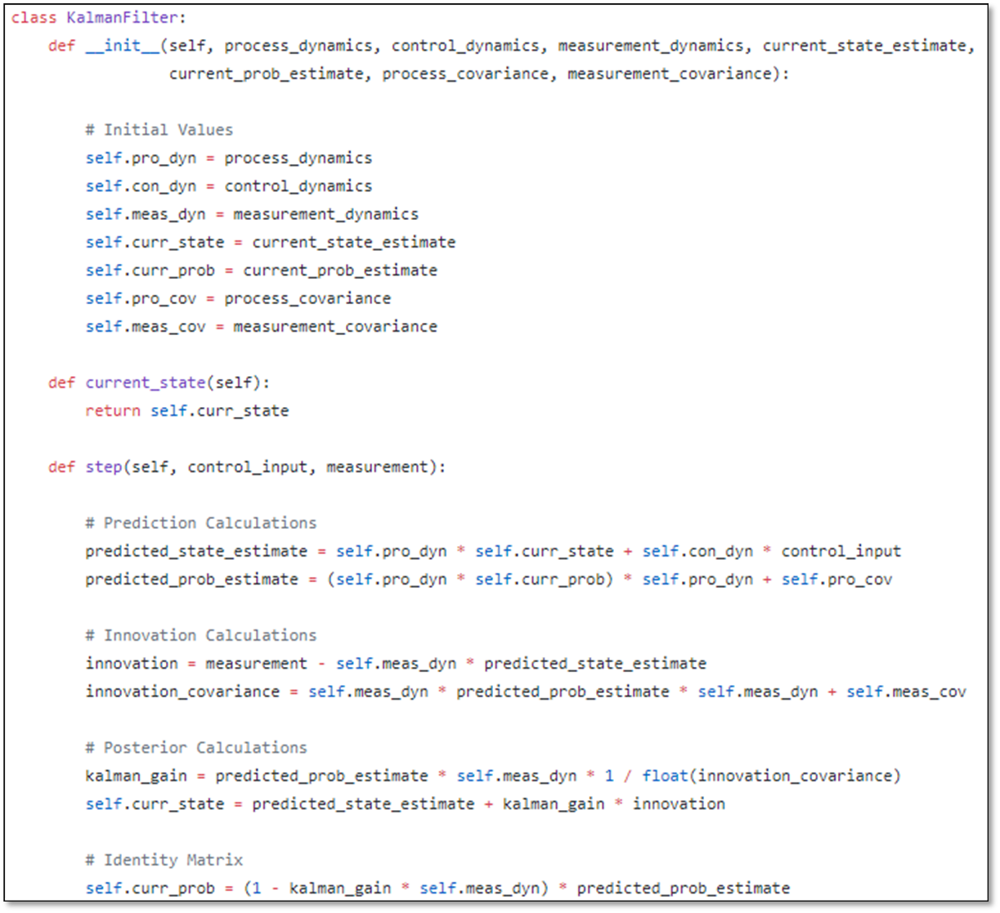 class KalmanFilter:
    def __init__(self, process_dynamics, control_dynamics, measurement_dynamics, current_state_estimate,
                 current_prob_estimate, process_covariance, measurement_covariance):

        # Initial Values
        self.pro_dyn = process_dynamics
        self.con_dyn = control_dynamics
        self.meas_dyn = measurement_dynamics
        self.curr_state = current_state_estimate
        self.curr_prob = current_prob_estimate
        self.pro_cov = process_covariance
        self.meas_cov = measurement_covariance

    def current_state(self):
        return self.curr_state

    def step(self, control_input, measurement):

        # Prediction Calculations
        predicted_state_estimate = self.pro_dyn * self.curr_state + self.con_dyn * control_input
        predicted_prob_estimate = (self.pro_dyn * self.curr_prob) * self.pro_dyn + self.pro_cov

        # Innovation Calculations
        innovation = measurement - self.meas_dyn * predicted_state_estimate
        innovation_covariance = self.meas_dyn * predicted_prob_estimate * self.meas_dyn + self.meas_cov

        # Posterior Calculations
        kalman_gain = predicted_prob_estimate * self.meas_dyn * 1 / float(innovation_covariance)
        self.curr_state = predicted_state_estimate + kalman_gain * innovation

        # Identity Matrix
        self.curr_prob = (1 - kalman_gain * self.meas_dyn) * predicted_prob_estimate